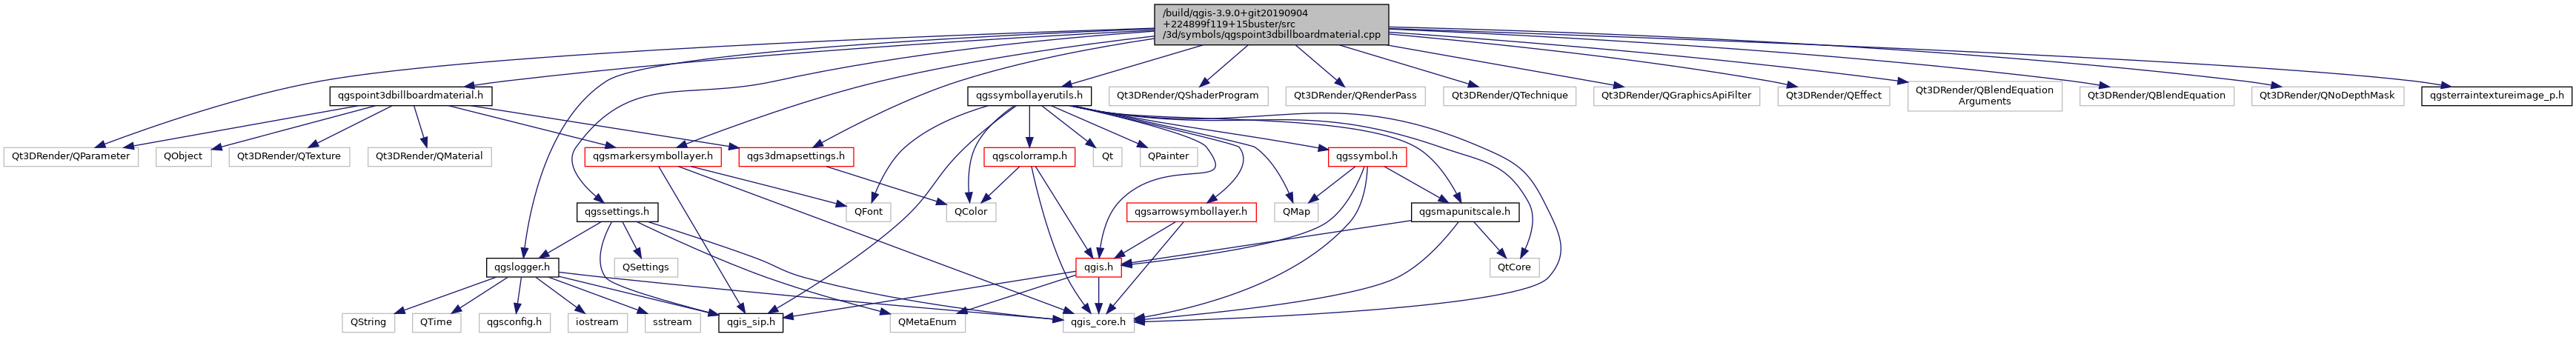 /build/qgis-3.9.0+git20190904
+224899f119+15buster/src
/3d/symbols/qgspoint3dbillboardmaterial.cpp
qgspoint3dbillboardmaterial.h
qgssymbollayerutils.h
Qt3DRender/QShaderProgram
Qt3DRender/QRenderPass
Qt3DRender/QTechnique
Qt3DRender/QGraphicsApiFilter
Qt3DRender/QEffect
Qt3DRender/QBlendEquation
Arguments
Qt3DRender/QBlendEquation
Qt3DRender/QNoDepthMask
qgsterraintextureimage_p.h
Qt3DRender/QParameter
QObject
Qt3DRender/QTexture
Qt3DRender/QMaterial
qgsmarkersymbollayer.h
qgs3dmapsettings.h
qgscolorramp.h
Qt
QPainter
qgssymbol.h
qgssettings.h
QFont
QColor
qgsarrowsymbollayer.h
QMap
qgsmapunitscale.h
qgslogger.h
QSettings
qgis.h
QtCore
QString
QTime
qgsconfig.h
iostream
sstream
qgis_sip.h
QMetaEnum
qgis_core.h